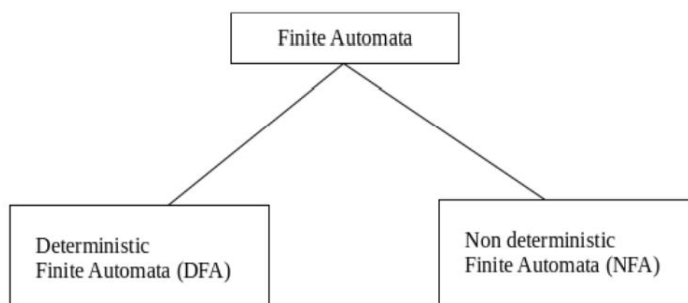 Finite Automata
Deterministic
Finite Automata (DFA)
Non deterministic
Finite Automata (NFA)